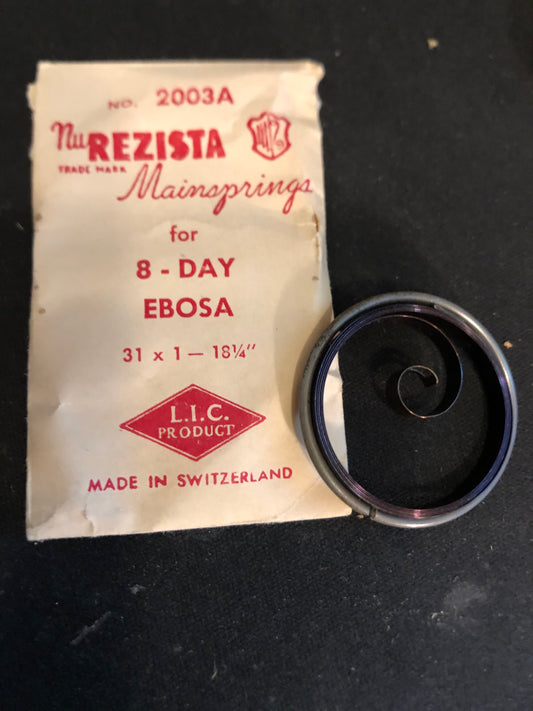 NO. 2003A
nu REZISTA
TRADE MARK
Mainsprings
for
8 - DAY
EBOSA
31 x 1 — 18¼"
L.I.C.
PRODUCT
MADE IN SWITZERLAND